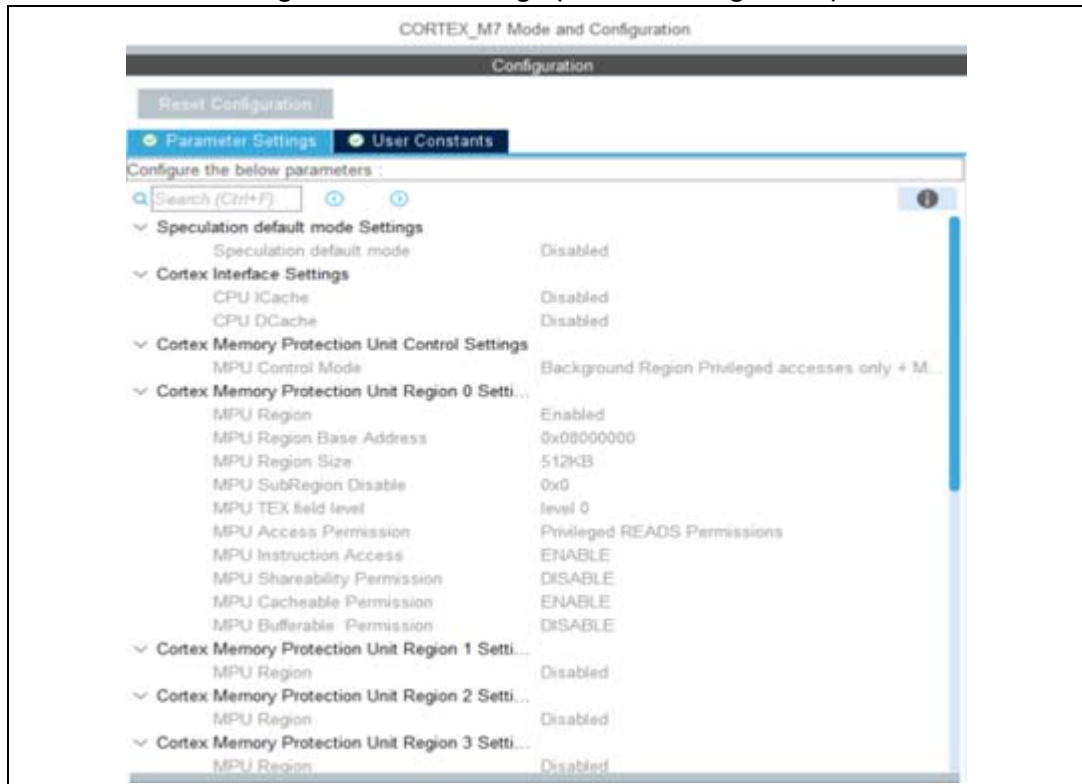 CORTEX_M7 Mode and Configuration
Configuration
Reset Configuration
Parameter Settings User Constants
Configure the below parameters :
Search (Ctrl+F)
Speculation default mode Settings
Speculation default mode Disabled
Cortex Interface Settings
CPU ICache Disabled
CPU DCache Disabled
Cortex Memory Protection Unit Control Settings
MPU Control Mode Background Region Privileged accesses only + M...
Cortex Memory Protection Unit Region 0 Setti...
MPU Region Enabled
MPU Region Base Address 0x08000000
MPU Region Size 512KB
MPU SubRegion Disable 0x0
MPU TEX field level level 0
MPU Access Permission Privileged READS Permissions
MPU Instruction Access ENABLE
MPU Shareability Permission DISABLE
MPU Cacheable Permission ENABLE
MPU Bufferable Permission DISABLE
Cortex Memory Protection Unit Region 1 Setti...
MPU Region Disabled
Cortex Memory Protection Unit Region 2 Setti...
MPU Region Disabled
Cortex Memory Protection Unit Region 3 Setti...
MPU Region Disabled